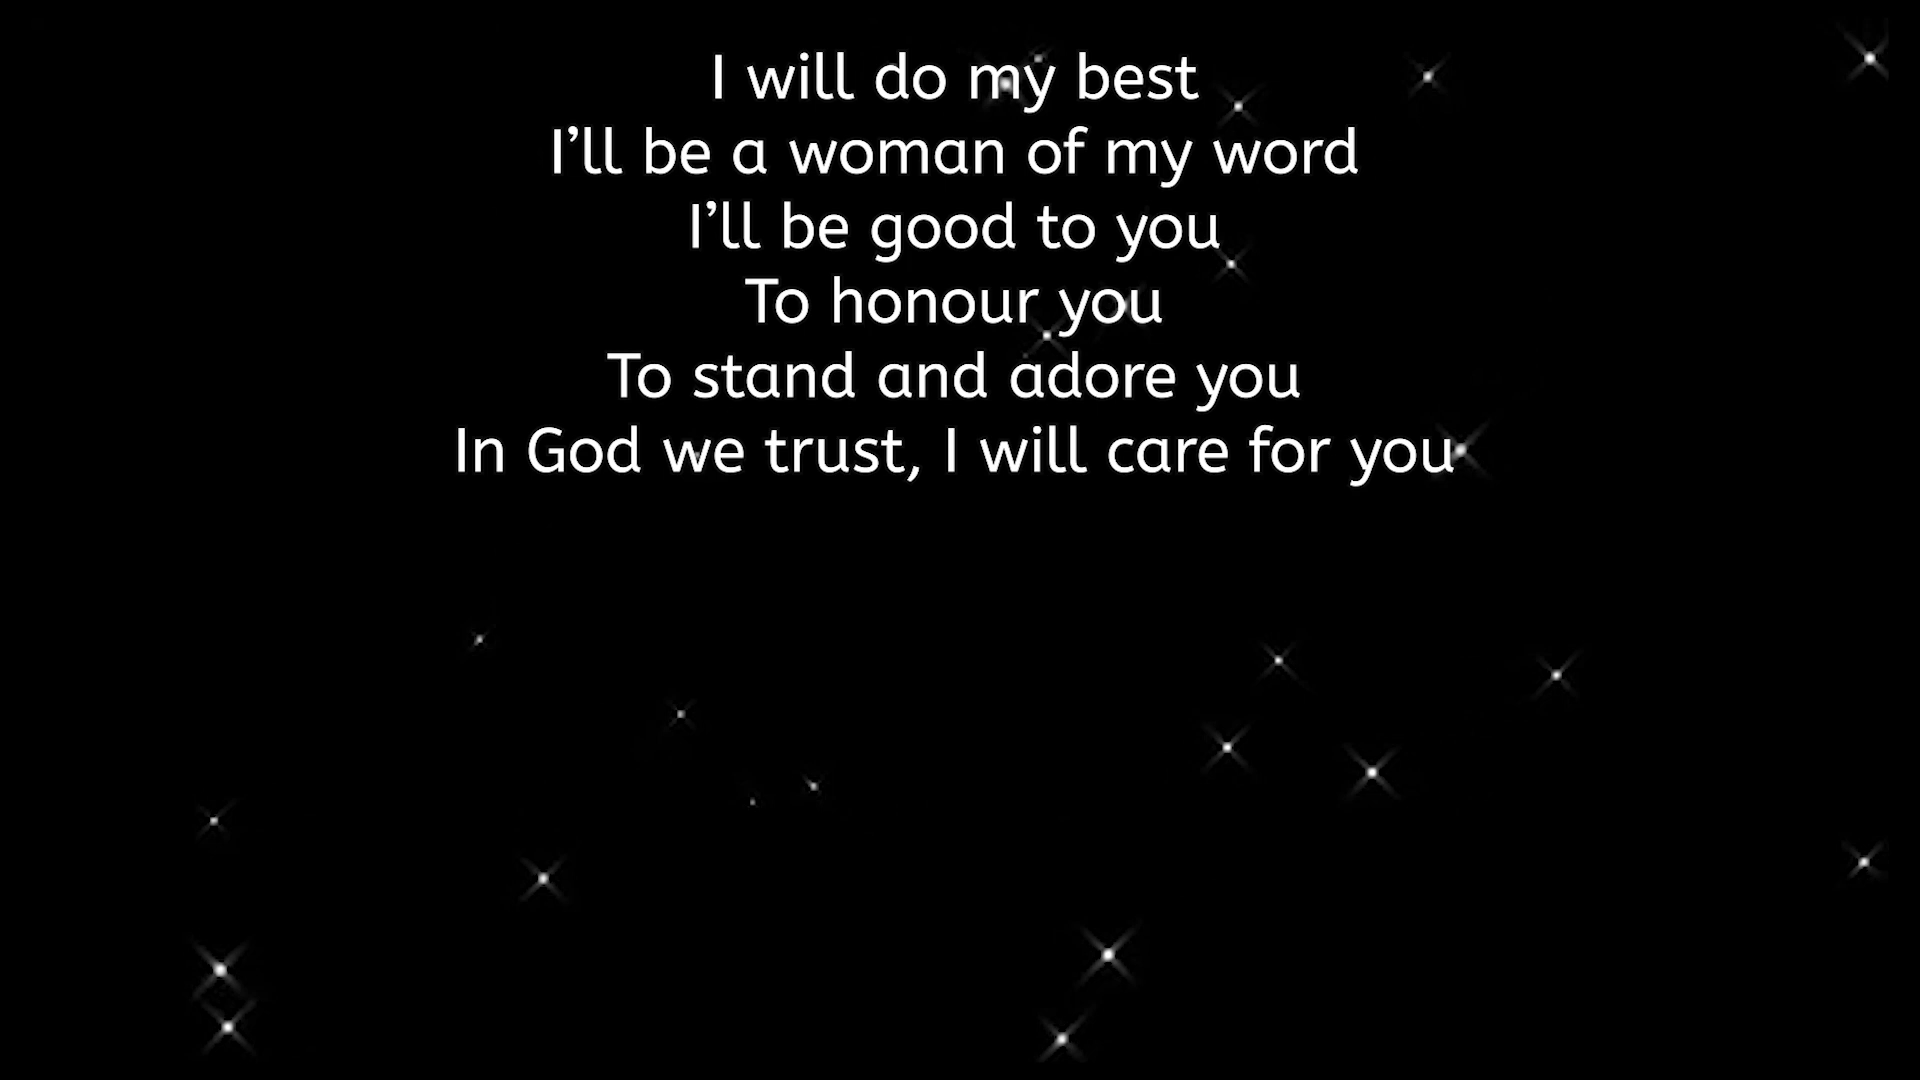 I will do my best
I’ll be a woman of my word
I’ll be good to you
To honour you
To stand and adore you
In God we trust, I will care for you